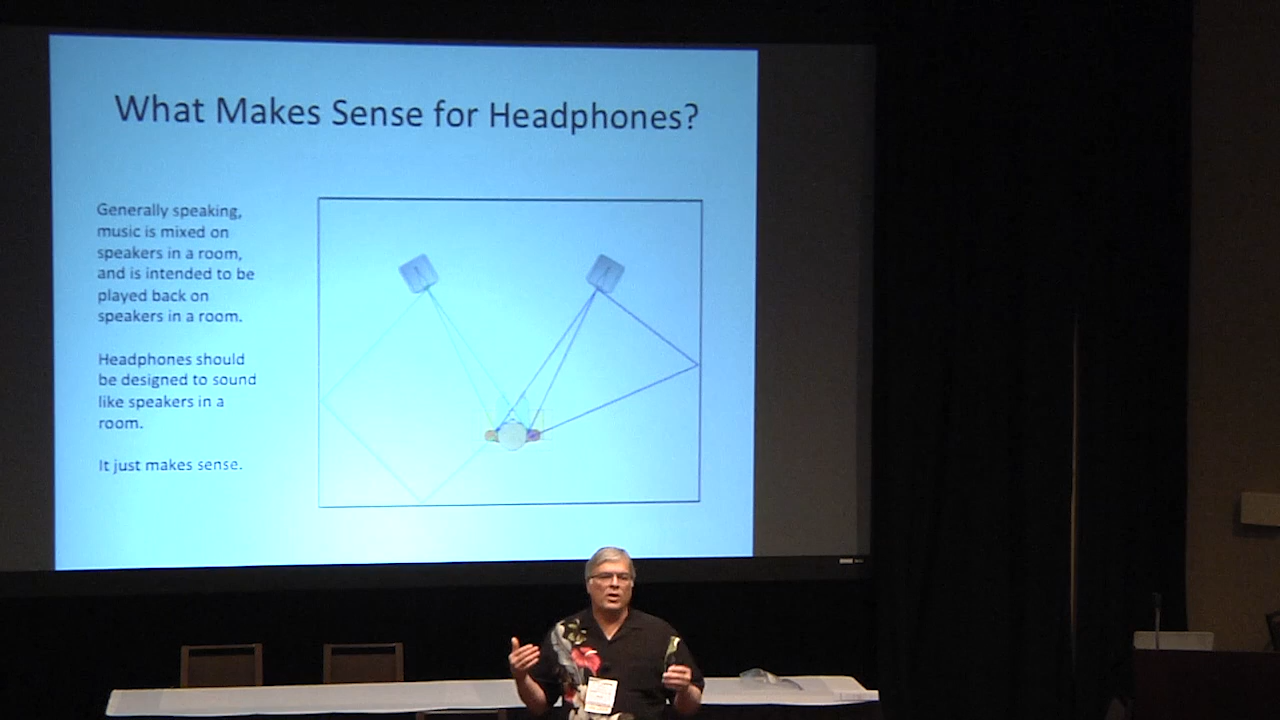 What Makes Sense for Headphones?
Generally speaking,
music is mixed on
speakers in a room,
and is intended to be
played back on
speakers in a room.
Headphones should
be designed to sound
like speakers in a
room.
It just makes sense.